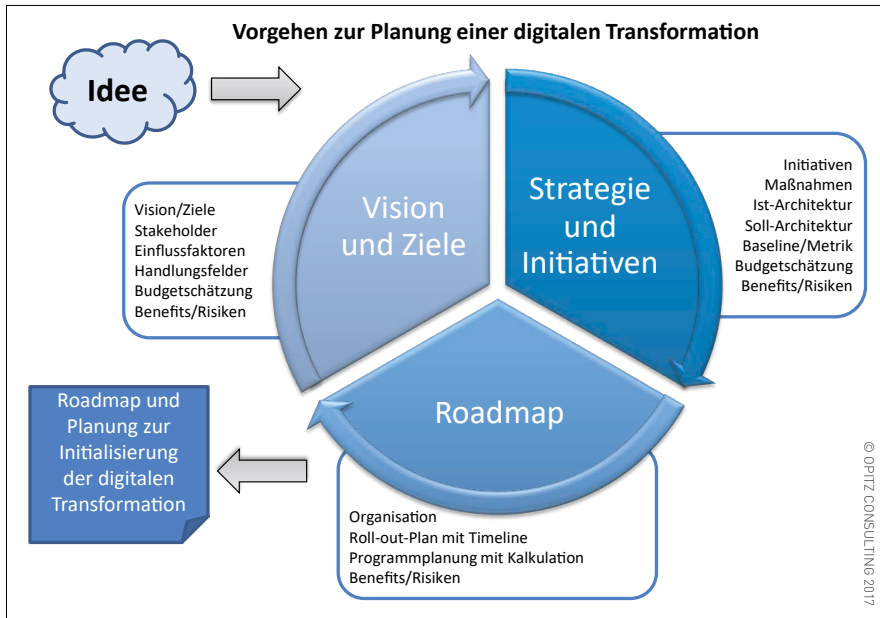 Vorgehen zur Planung einer digitalen Transformation
Idee
Vision
und Ziele
Strategie
und
Initiativen
Vision/Ziele
Stakeholder
Einflussfaktoren
Handlungsfelder
Budgetschätzung
Benefits/Risiken
Initiativen
Maßnahmen
Ist-Architektur
Soll-Architektur
Baseline/Metrik
Budgetschätzung
Benefits/Risiken
Roadmap
Roadmap und
Planung zur
Initialisierung
der digitalen
Transformation
Organisation
Roll-out-Plan mit Timeline
Programmplanung mit Kalkulation
Benefits/Risiken
© OPITZ CONSULTING 2017